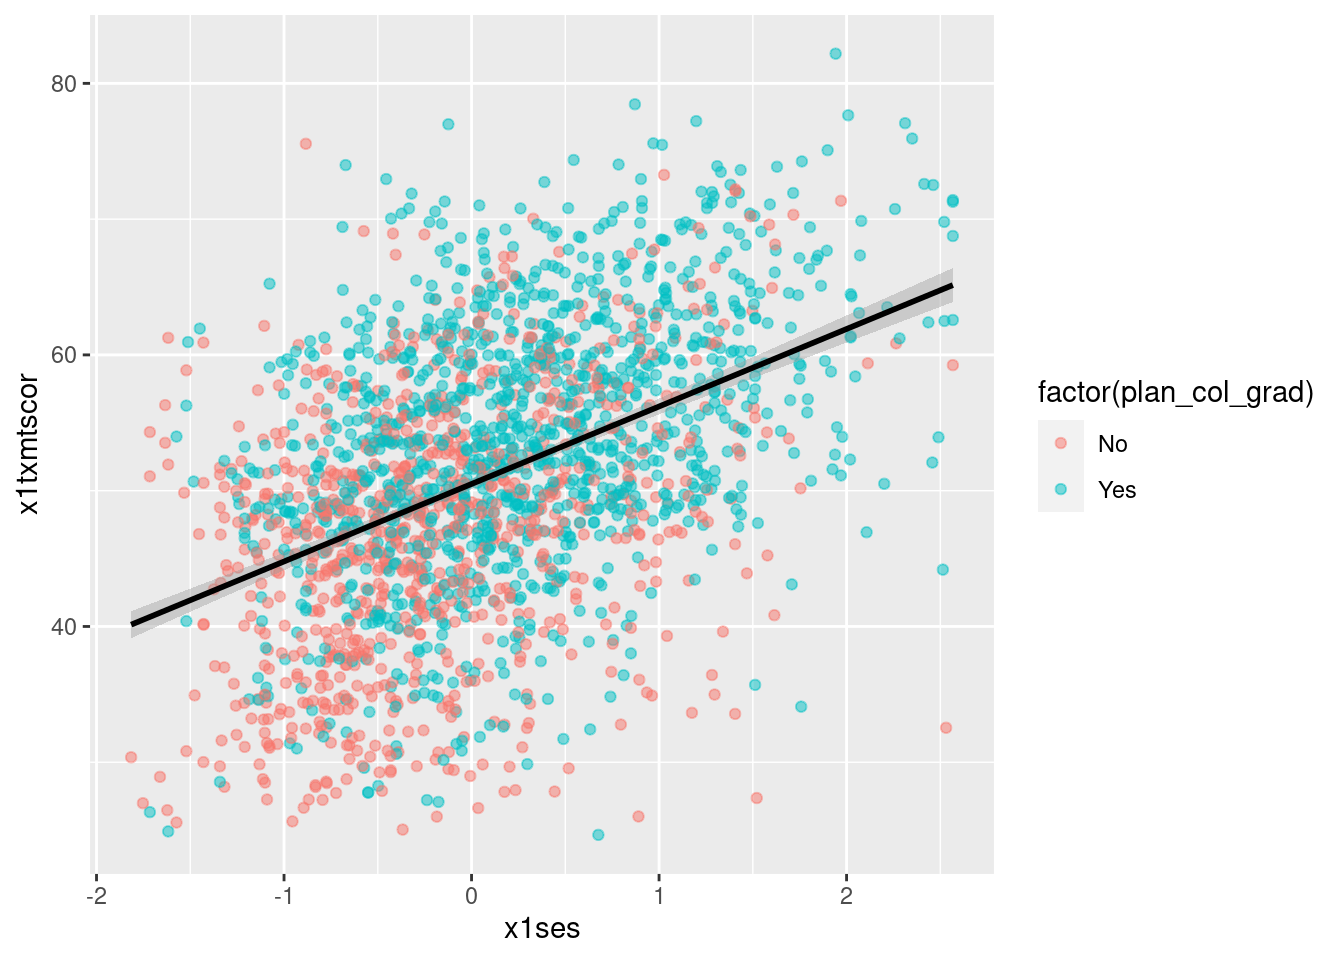 80
60
40
x1txmtscor
-2
-1
0
1
2
x1ses
factor(plan_col_grad)
No
Yes